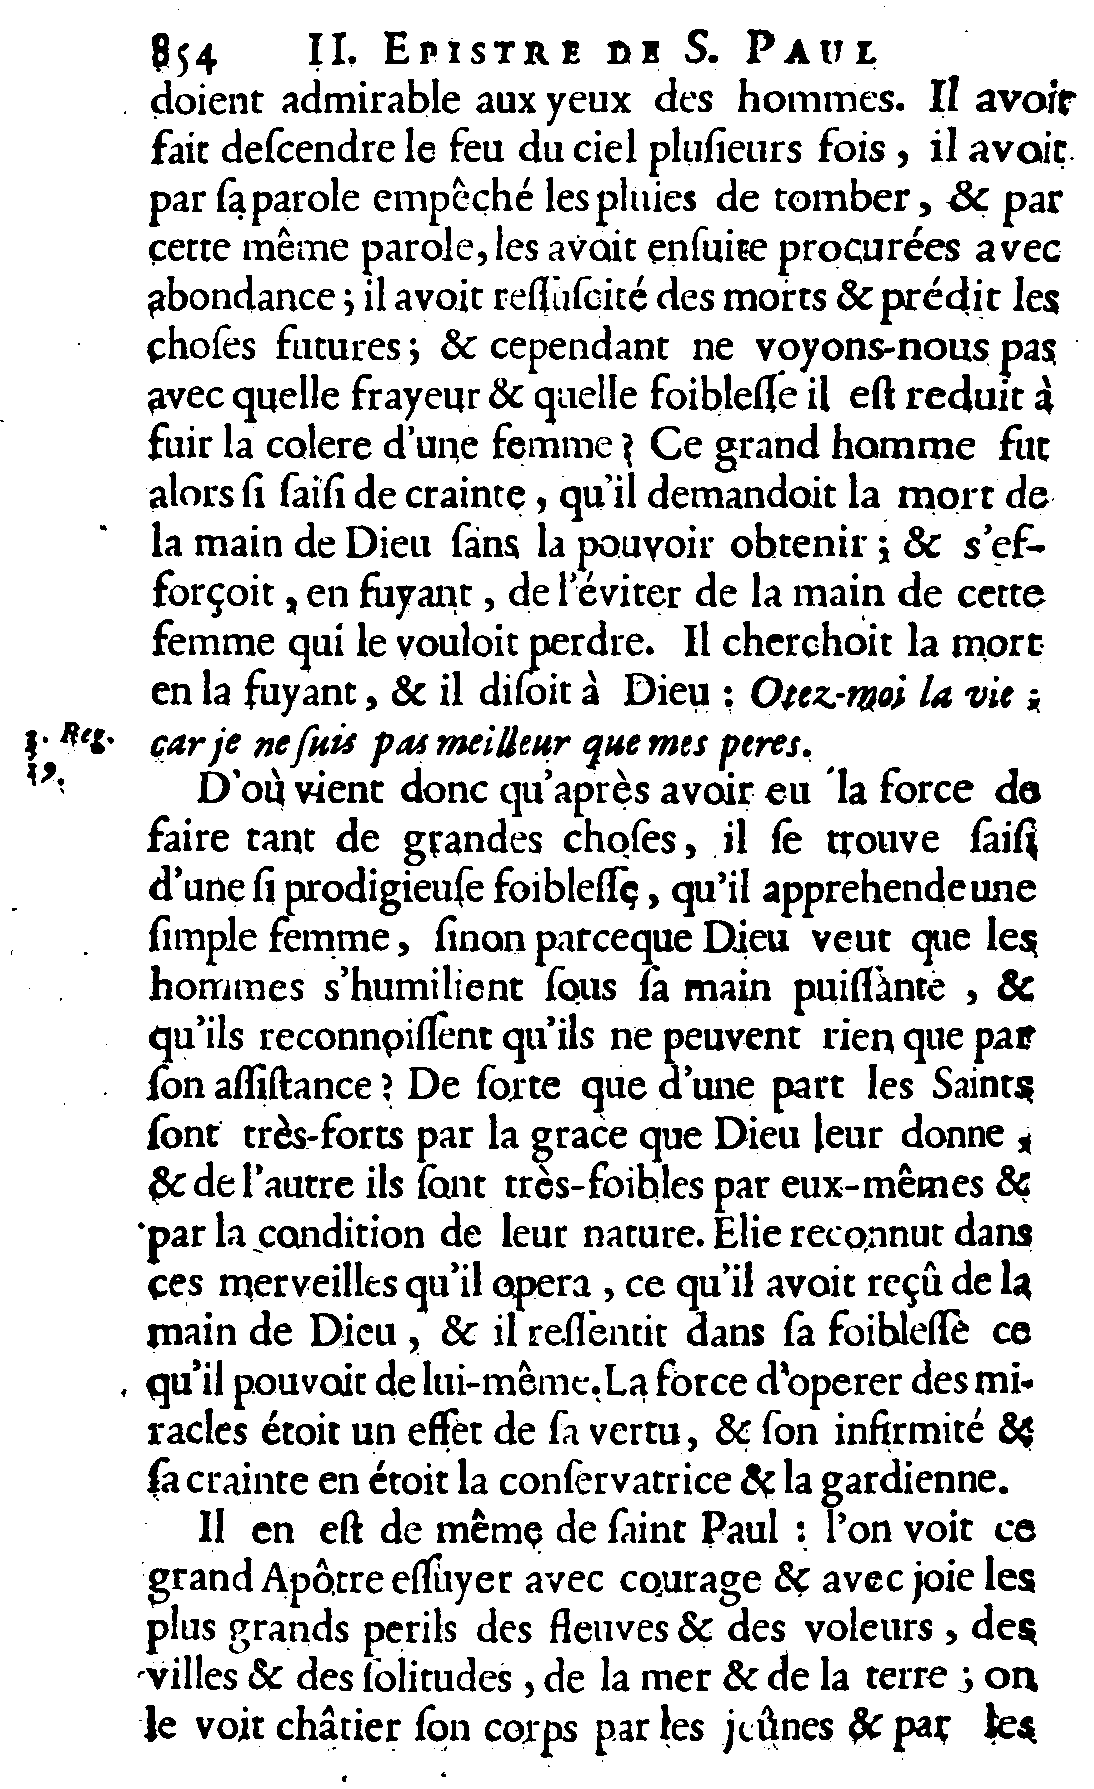 854 II. EPISTRE DE S. PAUL
doient admirable aux yeux des hommes. Il avoit
fait deſcendre le feu du ciel pluſieurs fois, il avoit
par ſa parole empêché les pluies de tomber, & par
cette même parole, les avoit enſuite procurées avec
abondance; il avoit reſſuſcité des morts & prédit les
choſes futures; & cependant ne voyons-nous pas
avec quelle frayeur & quelle foibleſſe il eſt reduit à
fuir la colere d'une femme? Ce grand homme fut
alors ſi ſaiſi de crainte, qu'il demandoit la mort de
la main de Dieu ſans la pouvoir obtenir; & s'ef-
forçoit, en fuyant, de l'éviter de la main de cette
femme qui le vouloit perdre. Il cherchoit la mort
en la fuyant, & il diſoit à Dieu: Otez-moi la vie;
3. Reg. 19.
car je ne ſuis pas meilleur que mes peres.
D'où vient donc qu'après avoir eu la force de
faire tant de grandes choſes, il ſe trouve ſaiſi
d'une ſi prodigieuſe foibleſſe, qu'il apprehende une
ſimple femme, ſinon parceque Dieu veut que les
hommes s'humilient ſous ſa main puiſſante, &
qu'ils reconnoiſſent qu'ils ne peuvent rien que par
ſon aſſiſtance? De ſorte que d'une part les Saints
ſont très-forts par la grace que Dieu leur donne,
& de l'autre ils ſont très-foibles par eux-mêmes &
par la condition de leur nature. Elie reconnut dans
ces merveilles qu'il opera, ce qu'il avoit reçû de la
main de Dieu, & il reſſentit dans ſa foibleſſe ce
qu'il pouvoit de lui-même. La force d'operer des mi-
racles étoit un effet de ſa vertu, & ſon infirmité &
ſa crainte en étoit la conſervatrice & la gardienne.
Il en eſt de même de ſaint Paul: l'on voit ce
grand Apôtre eſſuyer avec courage & avec joie les
plus grands perils des fleuves & des voleurs, des
villes & des ſolitudes, de la mer & de la terre; on
le voit châtier ſon corps par les jeûnes & par les